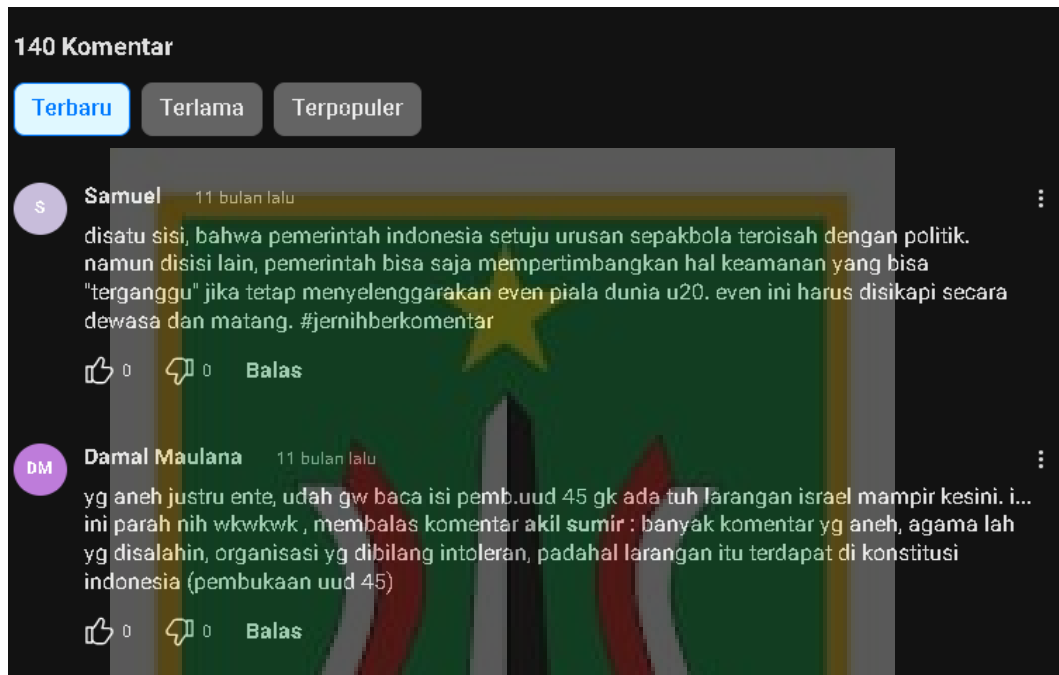 140 Komentar
Terbaru
Terlama
Terpopuler
S
Samuel
11 bulan lalu
disatu sisi, bahwa pemerintah indonesia setuju urusan sepakbola teroisah dengan politik.
namun disisi lain, pemerintah bisa saja mempertimbangkan hal keamanan yang bisa
"terganggu" jika tetap menyelenggarakan even piala dunia u20. even ini harus disikapi secara
dewasa dan matang. #jernihberkomentar
0
0
Balas
DM
Damal Maulana
11 bulan lalu
yg aneh justru ente, udah gw baca isi pemb.uud 45 gk ada tuh larangan israel mampir kesini. i...
ini parah nih wkwkwk , membalas komentar akil sumir : banyak komentar yg aneh, agama lah
yg disalahin, organisasi yg dibilang intoleran, padahal larangan itu terdapat di konstitusi
indonesia (pembukaan uud 45)
0
0
Balas